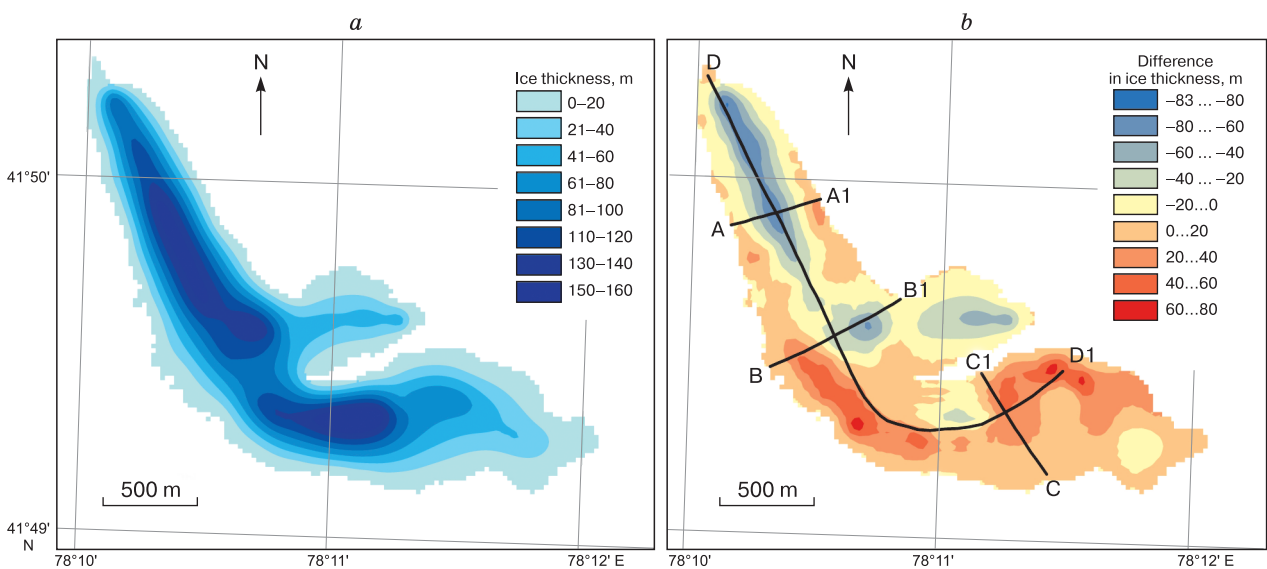 a
N
Ice thickness, m
0–20
21–40
41–60
61–80
81–100
110–120
130–140
150–160
41°50'
500 m
41°49'
N
78°10'
78°11'
78°12' E
b
D
N
Difference
in ice thickness, m
–83 ... –80
–80 ... –60
–60 ... –40
–40 ... –20
–20...0
0...20
20...40
40...60
60...80
A1
A
B1
B
C1
D1
C
500 m
78°10'
78°11'
78°12' E